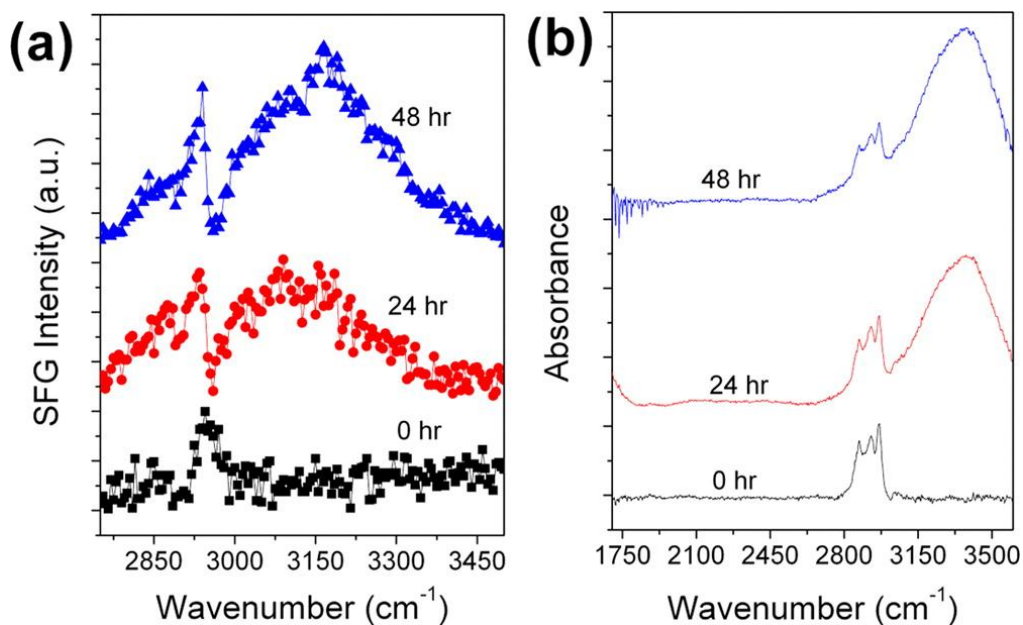 (a)
SFG Intensity (a.u.)
48 hr
24 hr
0 hr
2850 3000 3150 3300 3450
Wavenumber (cm⁻¹)
(b)
Absorbance
48 hr
24 hr
0 hr
1750 2100 2450 2800 3150 3500
Wavenumber (cm⁻¹)